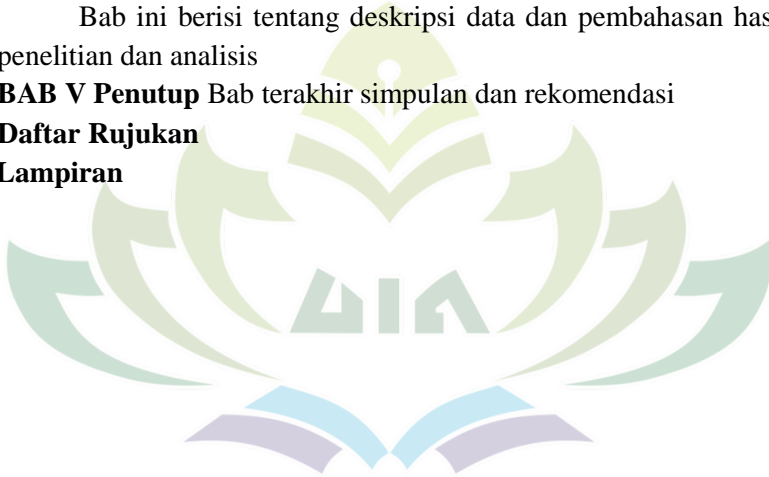 Bab ini berisi tentang deskripsi data dan pembahasan has
penelitian dan analisis
BAB V Penutup Bab terakhir simpulan dan rekomendasi
Daftar Rujukan
Lampiran
UIN